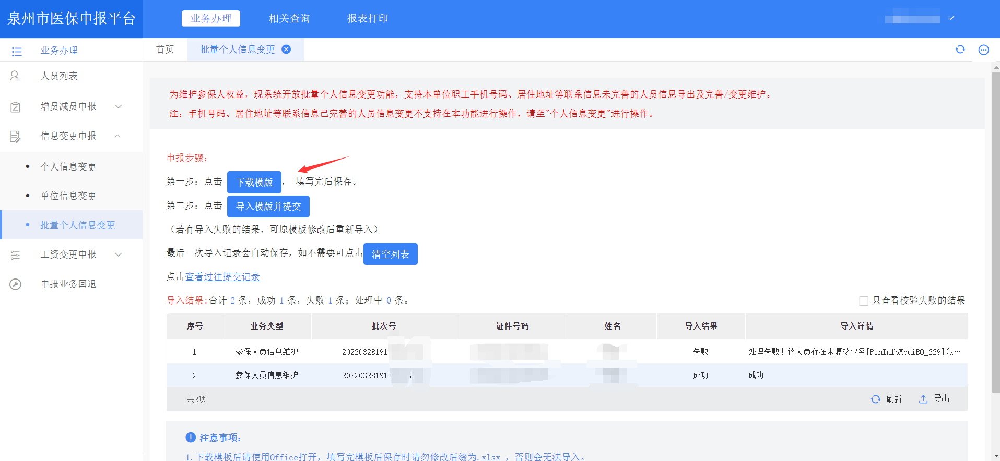 泉州市医保申报平台
业务办理 相关查询 报表打印
业务办理
首页 批量个人信息变更
人员列表
增员减员申报
信息变更申报
个人信息变更
单位信息变更
批量个人信息变更
工资变更申报
申报业务回退
为维护参保人权益，现系统开放批量个人信息变更功能，支持本单位职工手机号码、居住地址等联系信息未完善的人员信息导出及完善/变更维护。
注：手机号码、居住地址等联系信息已完善的人员信息变更不支持在本功能进行操作，请至"个人信息变更"进行操作。
申报步骤：
第一步：点击 下载模版 ， 填写完后保存。
第二步：点击 导入模版并提交
（若有导入失败的结果，可原模板修改后重新导入）
最后一次导入记录会自动保存，如不需要可点击 清空列表
点击查看过往提交记录
导入结果:合计 2 条，成功 1 条，失败 1 条；处理中 0 条。
只查看校验失败的结果
序号 业务类型 批次号 证件号码 姓名 导入结果 导入详情
1 参保人员信息维护 20220328191 失败 处理失败！该人员存在未复核业务[PsnInfoModiBO_229](a…
2 参保人员信息维护 202203281917 成功 成功
共2项 刷新 导出
注意事项：
1.下载模板后请使用Office打开，填写完模板后保存时请勿修改后缀为.xlsx ，否则会无法导入。